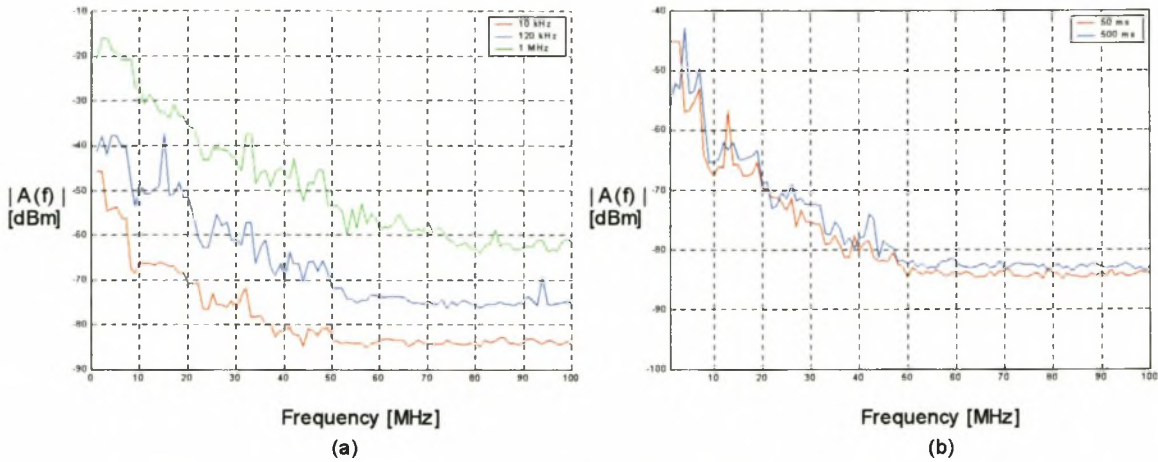 -10
-20
-30
-40
-50
-60
-70
-80
-90
|A(f)|
[dBm]
10 kHz
120 kHz
1 MHz
0 10 20 30 40 50 60 70 80 90 100
Frequency [MHz]
(a)
-40
-50
-60
-70
-80
-90
-100
|A(f)|
[dBm]
50 ms
500 ms
10 20 30 40 50 60 70 80 90 100
Frequency [MHz]
(b)